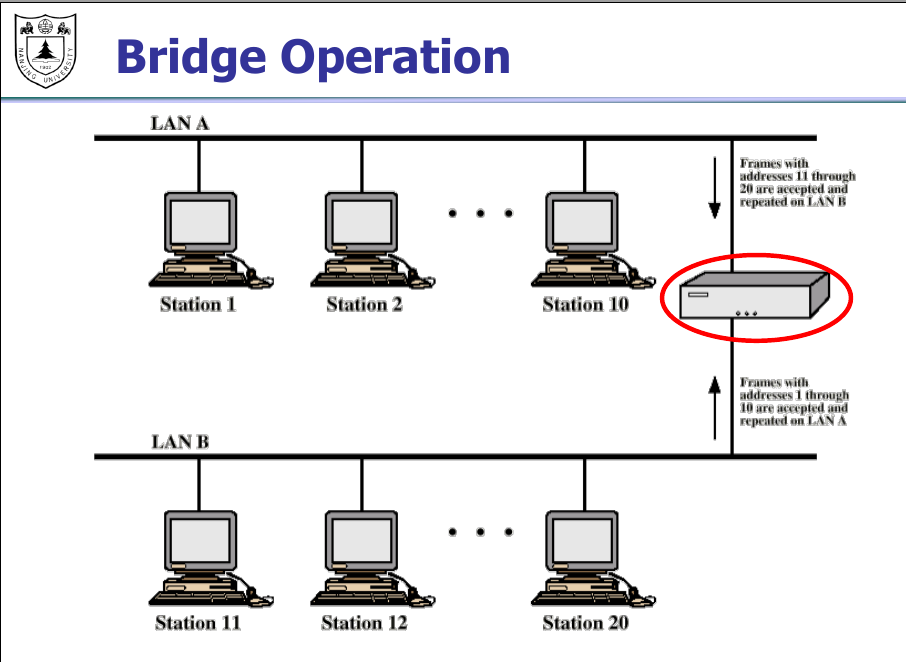 NANJING UNIVERSITY
1902
Bridge Operation
LAN A
Frames with
addresses 11 through
20 are accepted and
repeated on LAN B
Station 1
Station 2
Station 10
Frames with
addresses 1 through
10 are accepted and
repeated on LAN A
LAN B
Station 11
Station 12
Station 20